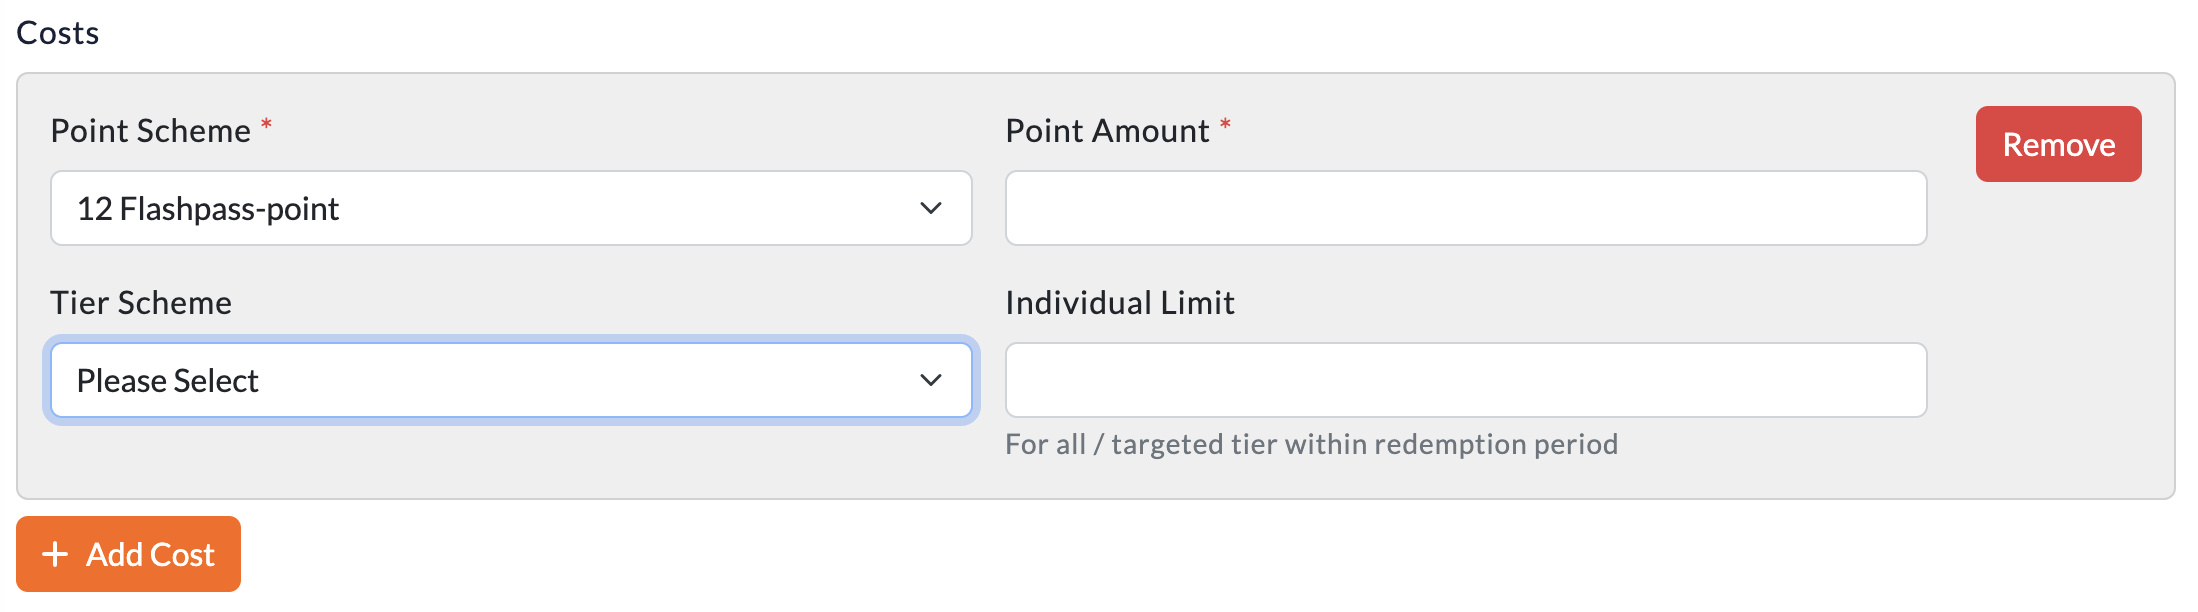 Costs
Point Scheme *
Point Amount *
Remove
12 Flashpass-point
Tier Scheme
Individual Limit
Please Select
For all / targeted tier within redemption period
+ Add Cost